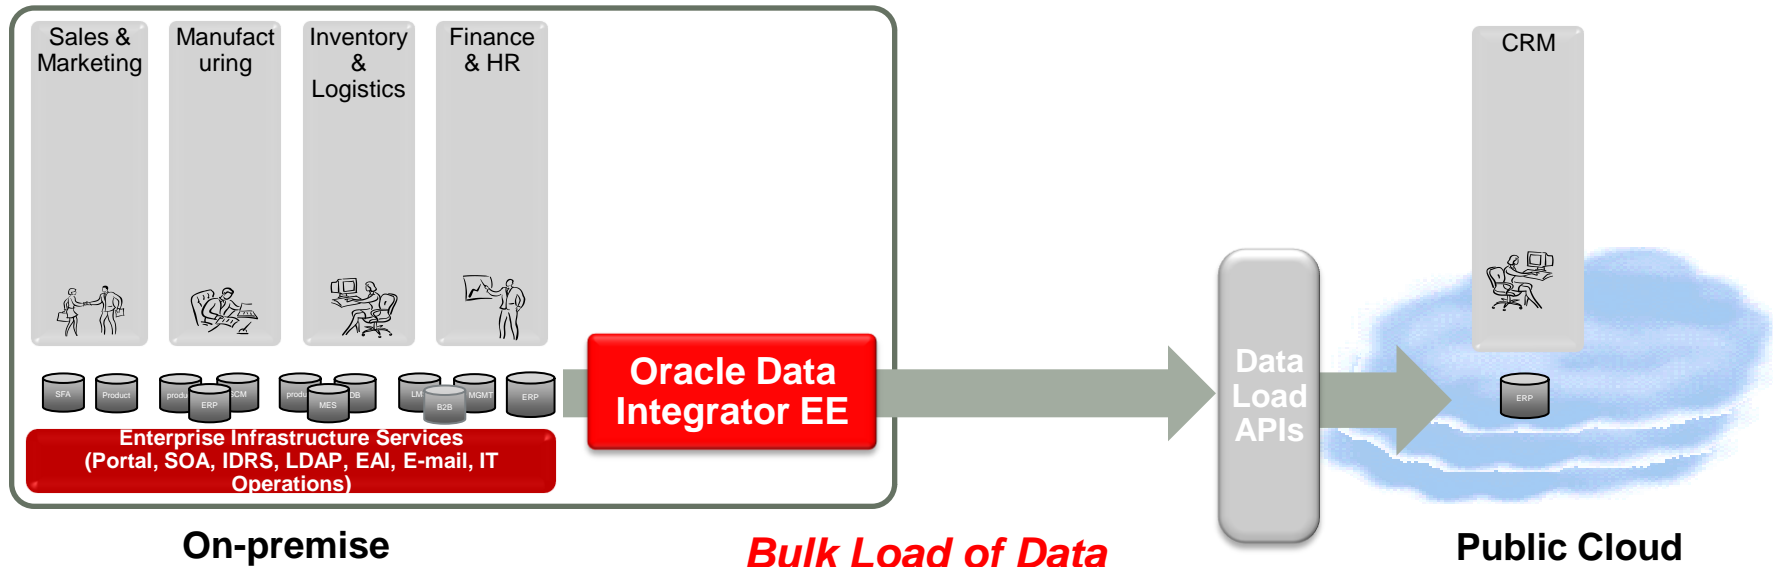 Sales &
Marketing
Manufact
uring
Inventory
&
Logistics
Finance
& HR
CRM
SFA
Product
ERP
MES
LM
B2B
MGMT
ERP
Oracle Data
Integrator EE
Data
Load
APIs
ERP
Enterprise Infrastructure Services
(Portal, SOA, IDRS, LDAP, EAI, E-mail, IT
Operations)
On-premise
Bulk Load of Data
Public Cloud